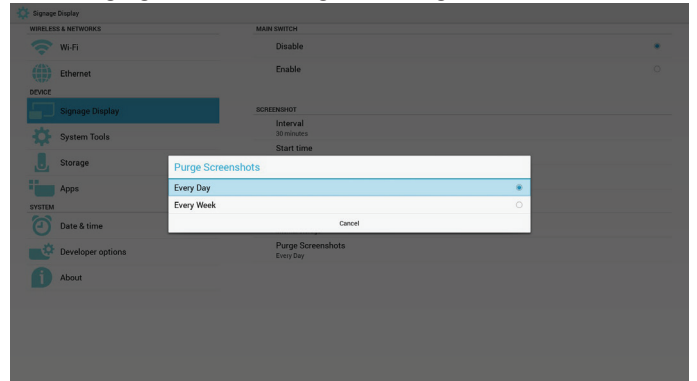 Signage Display
WIRELESS & NETWORKS
Wi-Fi
Ethernet
DEVICE
Signage Display
System Tools
Storage
Apps
SYSTEM
Date & time
Developer options
About
MAIN SWITCH
Disable
Enable
SCREENSHOT
Interval
30 minutes
Start time
Purge Screenshots
Every Day
Purge Screenshots
Every Day
Every Week
Cancel